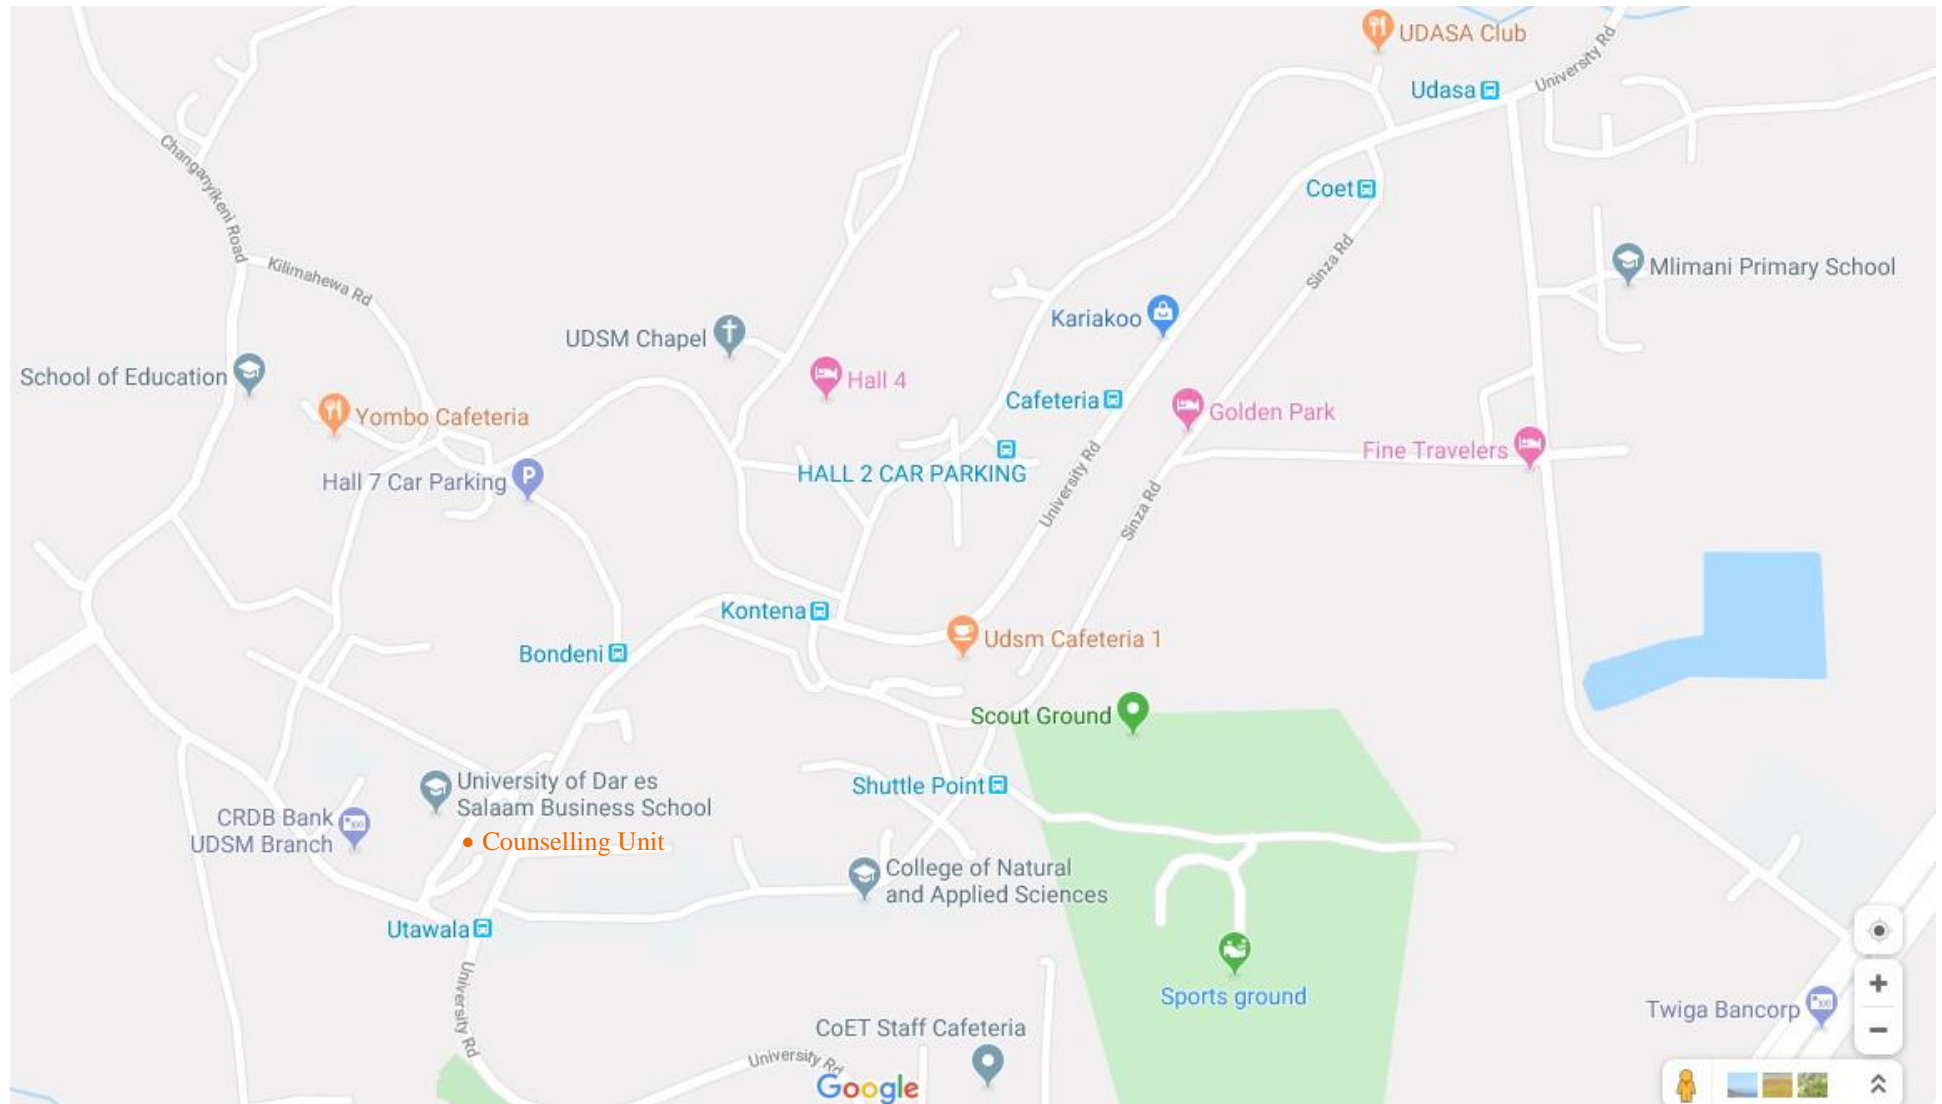 UDASA Club
University Rd
Udasa
Changanyikeni Road
Coet
Sinza Rd
Kilimahewa Rd
Mlimani Primary School
Kariakoo
UDSM Chapel
School of Education
Hall 4
Cafeteria
Yombo Cafeteria
Golden Park
Fine Travelers
HALL 2 CAR PARKING
Hall 7 Car Parking
P
University Rd
Sinza Rd
Kontena
Udsm Cafeteria 1
Bondeni
Scout Ground
University of Dar es
Salaam Business School
Shuttle Point
CRDB Bank
UDSM Branch
• Counselling Unit
College of Natural
and Applied Sciences
Utawala
University Rd
Sports ground
Twiga Bancorp
CoET Staff Cafeteria
University Rd
Google